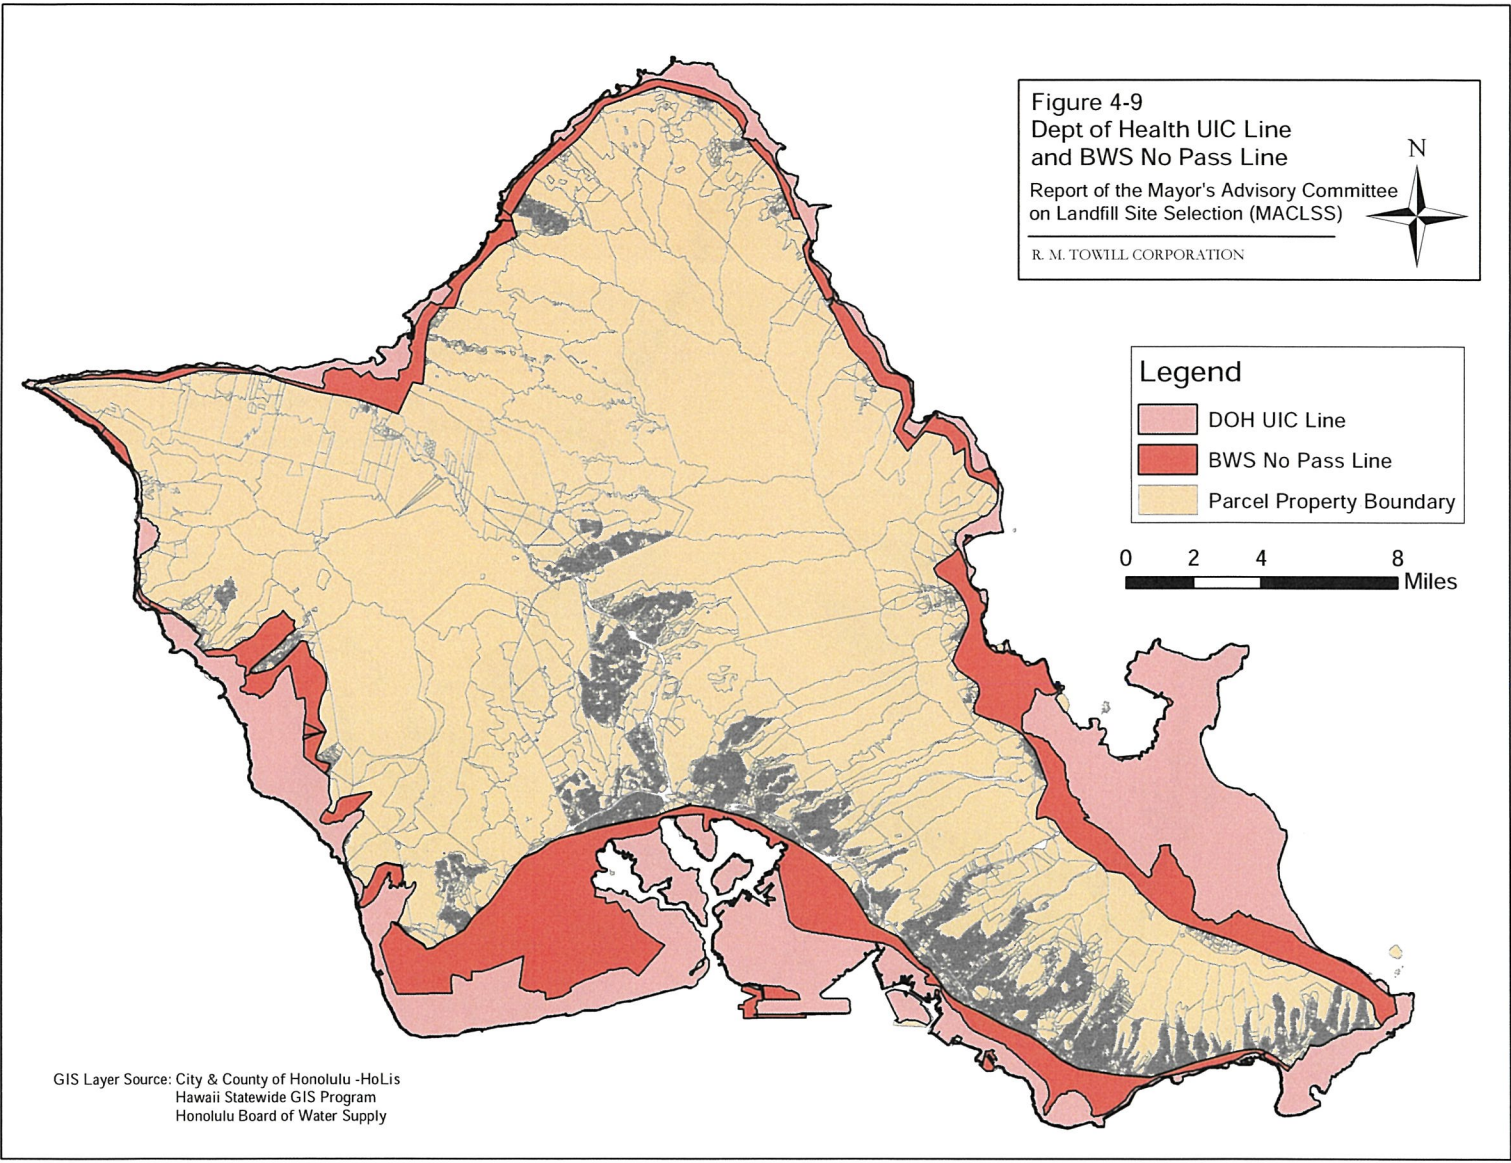 Figure 4-9
Dept of Health UIC Line
and BWS No Pass Line
Report of the Mayor's Advisory Committee
on Landfill Site Selection (MACLSS)
R. M. TOWILL CORPORATION
N
Legend
DOH UIC Line
BWS No Pass Line
Parcel Property Boundary
0 2 4 8
Miles
GIS Layer Source: City & County of Honolulu -HoLis
Hawaii Statewide GIS Program
Honolulu Board of Water Supply